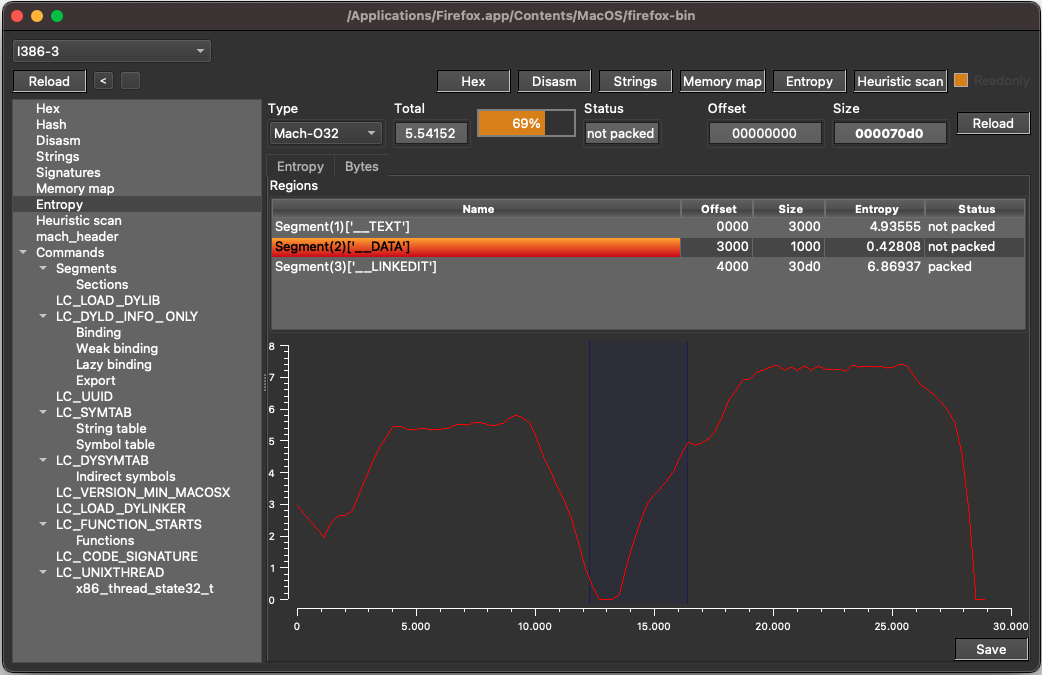 /Applications/Firefox.app/Contents/MacOS/firefox-bin
I386-3
Reload < Hex Disasm Strings Memory map Entropy Heuristic scan Readonly
Hex
Hash
Disasm
Strings
Signatures
Memory map
Entropy
Heuristic scan
mach_header
Commands
Segments
Sections
LC_LOAD_DYLIB
LC_DYLD_INFO_ONLY
Binding
Weak binding
Lazy binding
Export
LC_UUID
LC_SYMTAB
String table
Symbol table
LC_DYSYMTAB
Indirect symbols
LC_VERSION_MIN_MACOSX
LC_LOAD_DYLINKER
LC_FUNCTION_STARTS
Functions
LC_CODE_SIGNATURE
LC_UNIXTHREAD
x86_thread_state32_t
Type Total Status Offset Size
Mach-O32 5.54152 69% not packed 00000000 000070d0 Reload
Entropy Bytes
Regions
Name Offset Size Entropy Status
Segment(1)['__TEXT'] 0000 3000 4.93555 not packed
Segment(2)['__DATA'] 3000 1000 0.42808 not packed
Segment(3)['__LINKEDIT'] 4000 30d0 6.86937 packed
8
7
6
5
4
3
2
1
0
0 5.000 10.000 15.000 20.000 25.000 30.000
Save